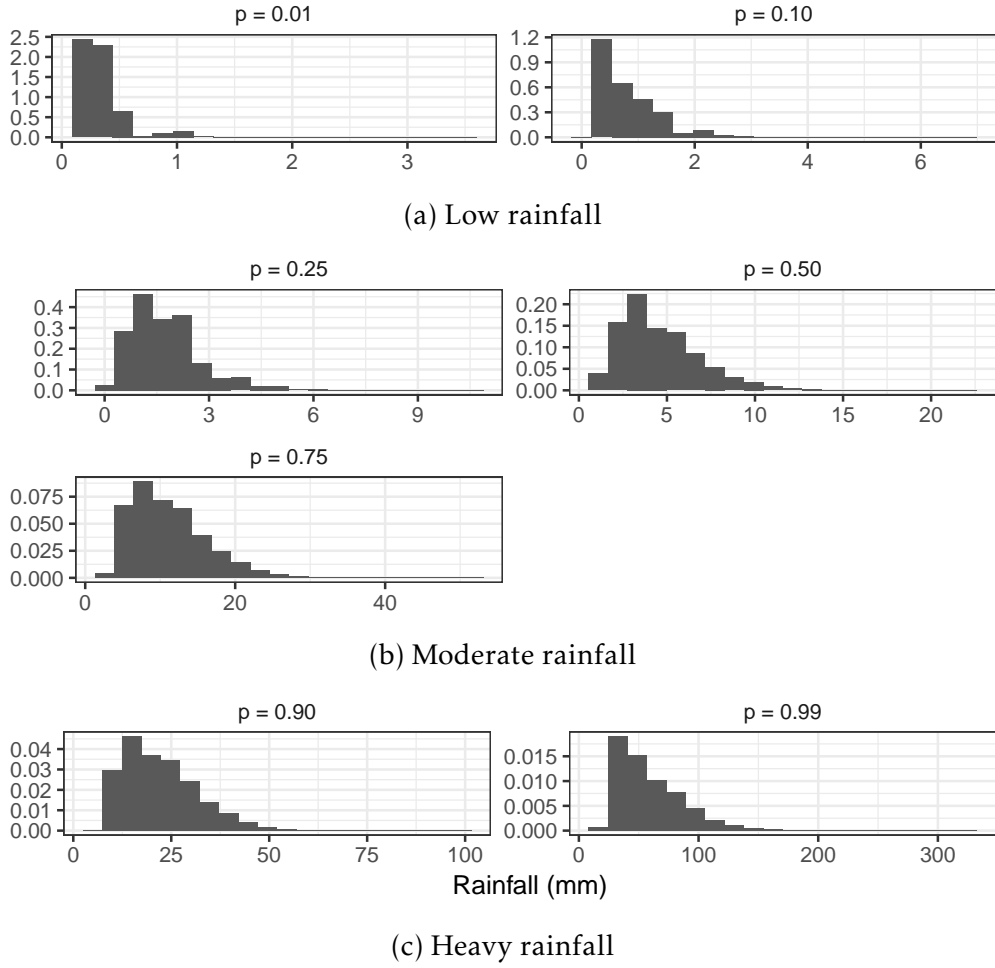 p = 0.01
p = 0.10
2.5
2.0
1.5
1.0
0.5
0.0
0 1 2 3
1.2
0.9
0.6
0.3
0.0
0 2 4 6
(a) Low rainfall
p = 0.25
p = 0.50
0.4
0.3
0.2
0.1
0.0
0 3 6 9
0.20
0.15
0.10
0.05
0.00
0 5 10 15 20
p = 0.75
0.075
0.050
0.025
0.000
0 20 40
(b) Moderate rainfall
p = 0.90
p = 0.99
0.04
0.03
0.02
0.01
0.00
0 25 50 75 100
0.015
0.010
0.005
0.000
0 100 200 300
Rainfall (mm)
(c) Heavy rainfall